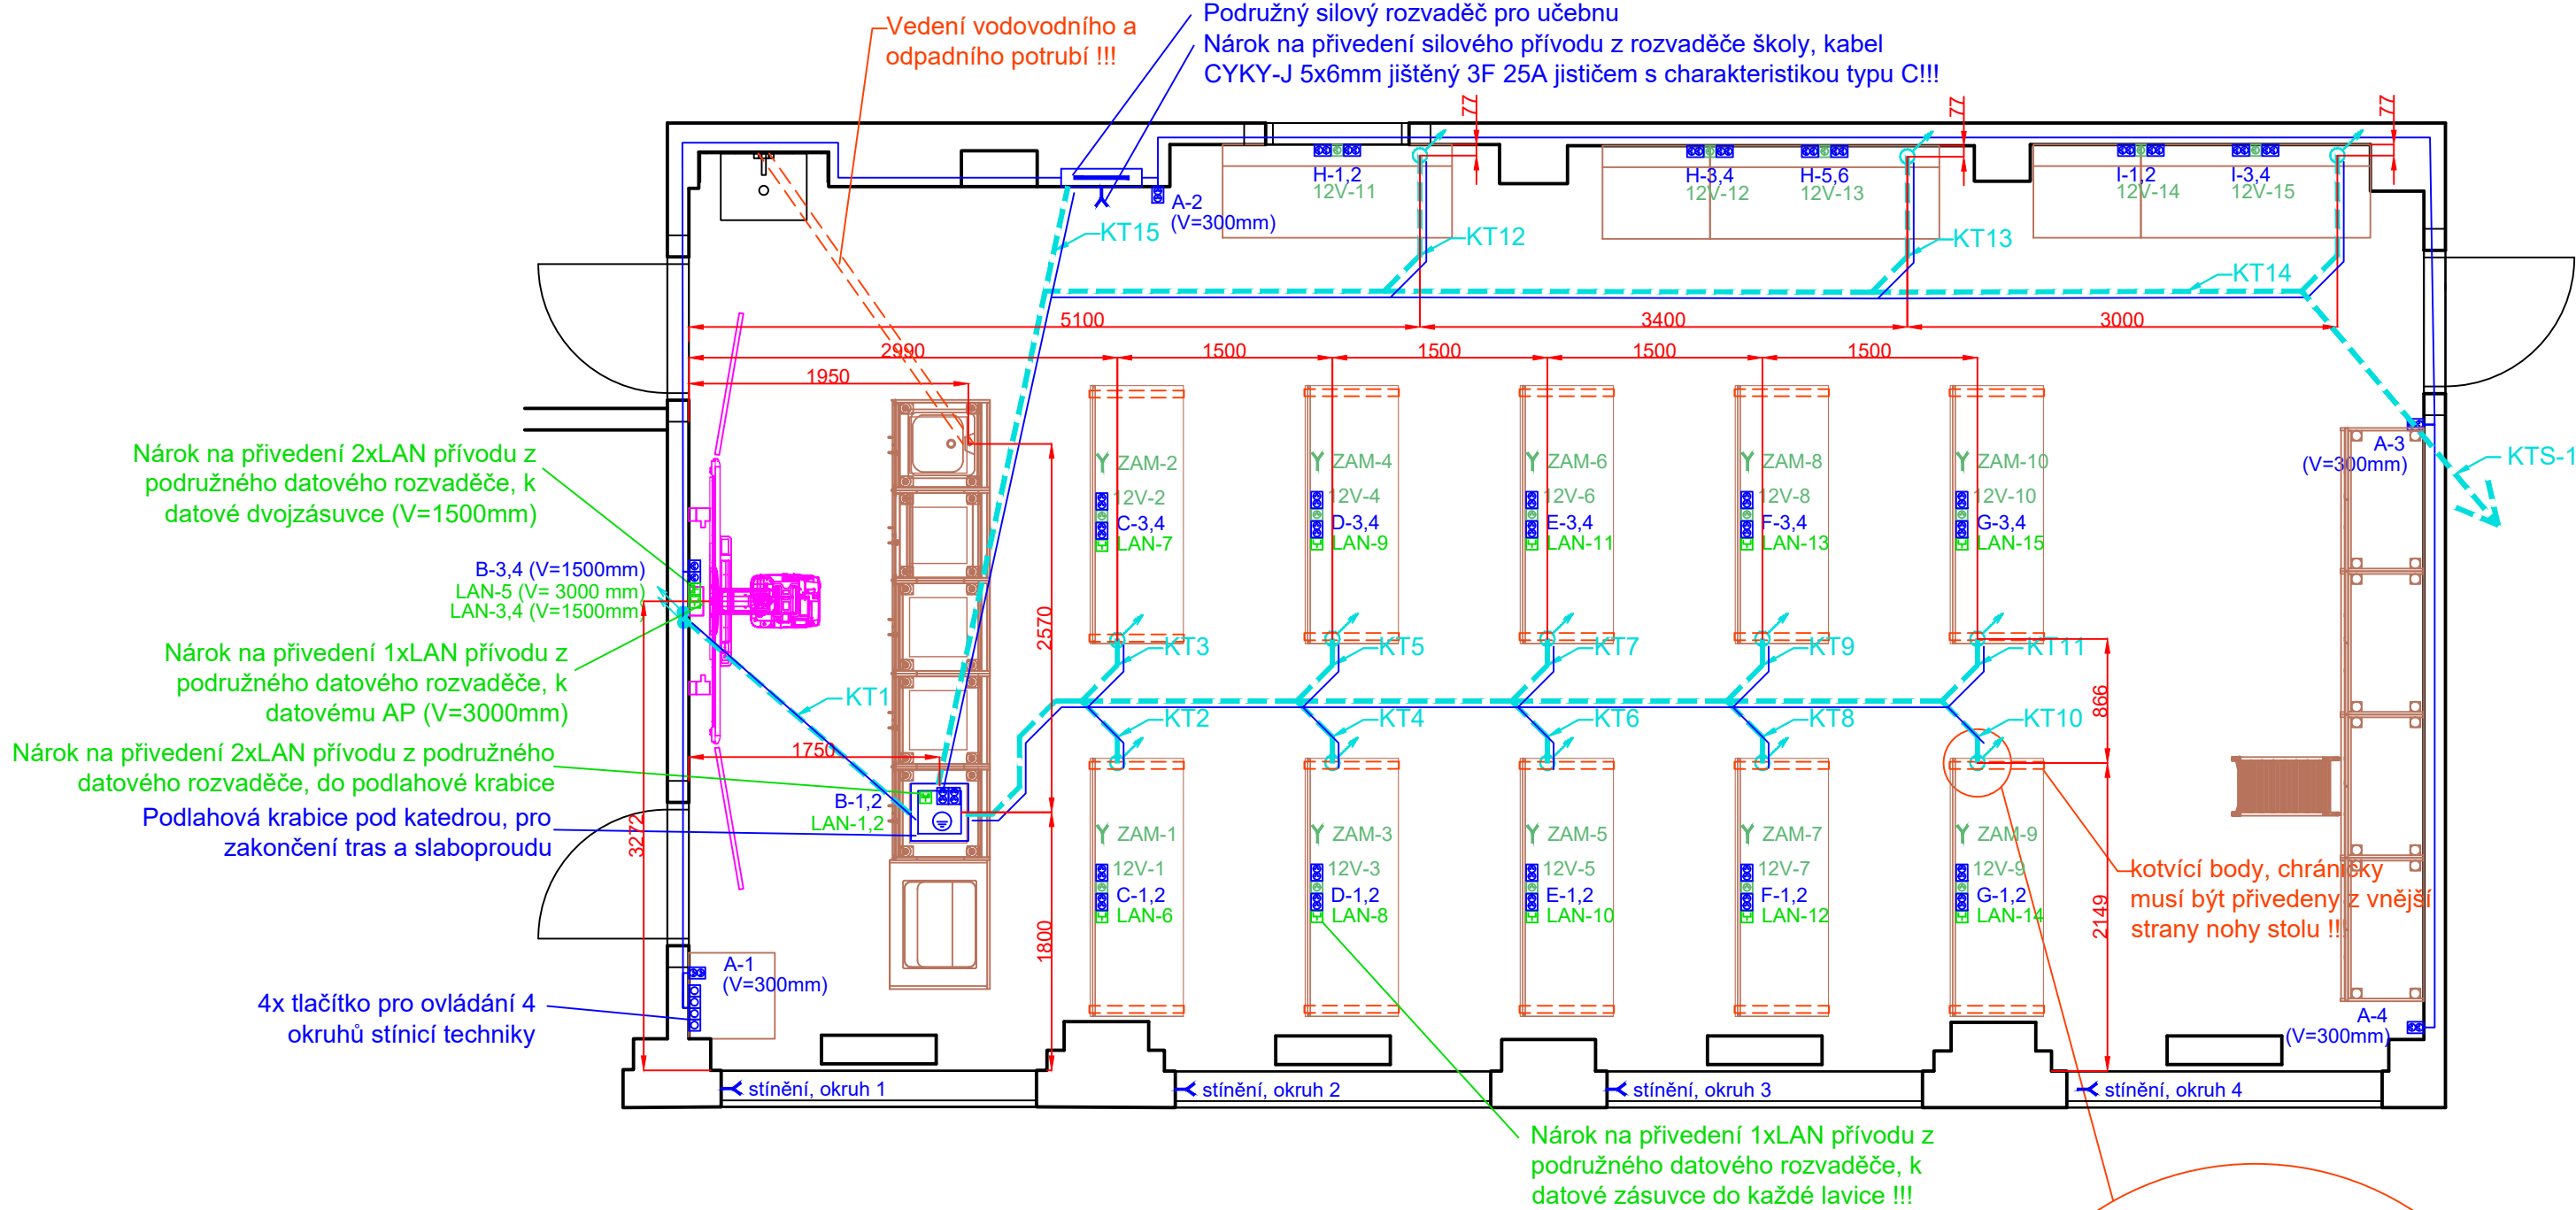 Podružný silový rozvaděč pro učebnu
Nárok na přivedení silového přívodu z rozvaděče školy, kabel
CYKY-J 5x6mm jištěný 3F 25A jističem s charakteristikou typu C!!!
Vedení vodovodního a
odpadního potrubí !!!
77
77
77
H-1,2
12V-11
H-3,4
12V-12
H-5,6
12V-13
I-1,2
12V-14
I-3,4
12V-15
A-2
(V=300mm)
KT15
KT12
KT13
KT14
5100
3400
3000
2990
1500
1500
1500
1500
1950
Nárok na přivedení 2xLAN přívodu z
podružného datového rozvaděče, k
datové dvojzásuvce (V=1500mm)
A-3
(V=300mm)
KTS-1
ZAM-2
12V-2
C-3,4
LAN-7
ZAM-4
12V-4
D-3,4
LAN-9
ZAM-6
12V-6
E-3,4
LAN-11
ZAM-8
12V-8
F-3,4
LAN-13
ZAM-10
12V-10
G-3,4
LAN-15
B-3,4 (V=1500mm)
LAN-5 (V= 3000 mm)
LAN-3,4 (V=1500mm)
2570
Nárok na přivedení 1xLAN přívodu z
podružného datového rozvaděče, k
datovému AP (V=3000mm)
KT1
KT3
KT5
KT7
KT9
KT11
866
KT2
KT4
KT6
KT8
KT10
1750
Nárok na přivedení 2xLAN přívodu z podružného
datového rozvaděče, do podlahové krabice
B-1,2
LAN-1,2
Podlahová krabice pod katedrou, pro
zakončení tras a slaboproudu
3272
ZAM-1
12V-1
C-1,2
LAN-6
ZAM-3
12V-3
D-1,2
LAN-8
ZAM-5
12V-5
E-1,2
LAN-10
ZAM-7
12V-7
F-1,2
LAN-12
ZAM-9
12V-9
G-1,2
LAN-14
1800
2149
kotvící body, chráničky
musí být přivedeny z vnější
strany nohy stolu !!!
A-1
(V=300mm)
4x tlačítko pro ovládání 4
okruhů stínicí techniky
A-4
(V=300mm)
stínění, okruh 1
stínění, okruh 2
stínění, okruh 3
stínění, okruh 4
Nárok na přivedení 1xLAN přívodu z
podružného datového rozvaděče, k
datové zásuvce do každé lavice !!!